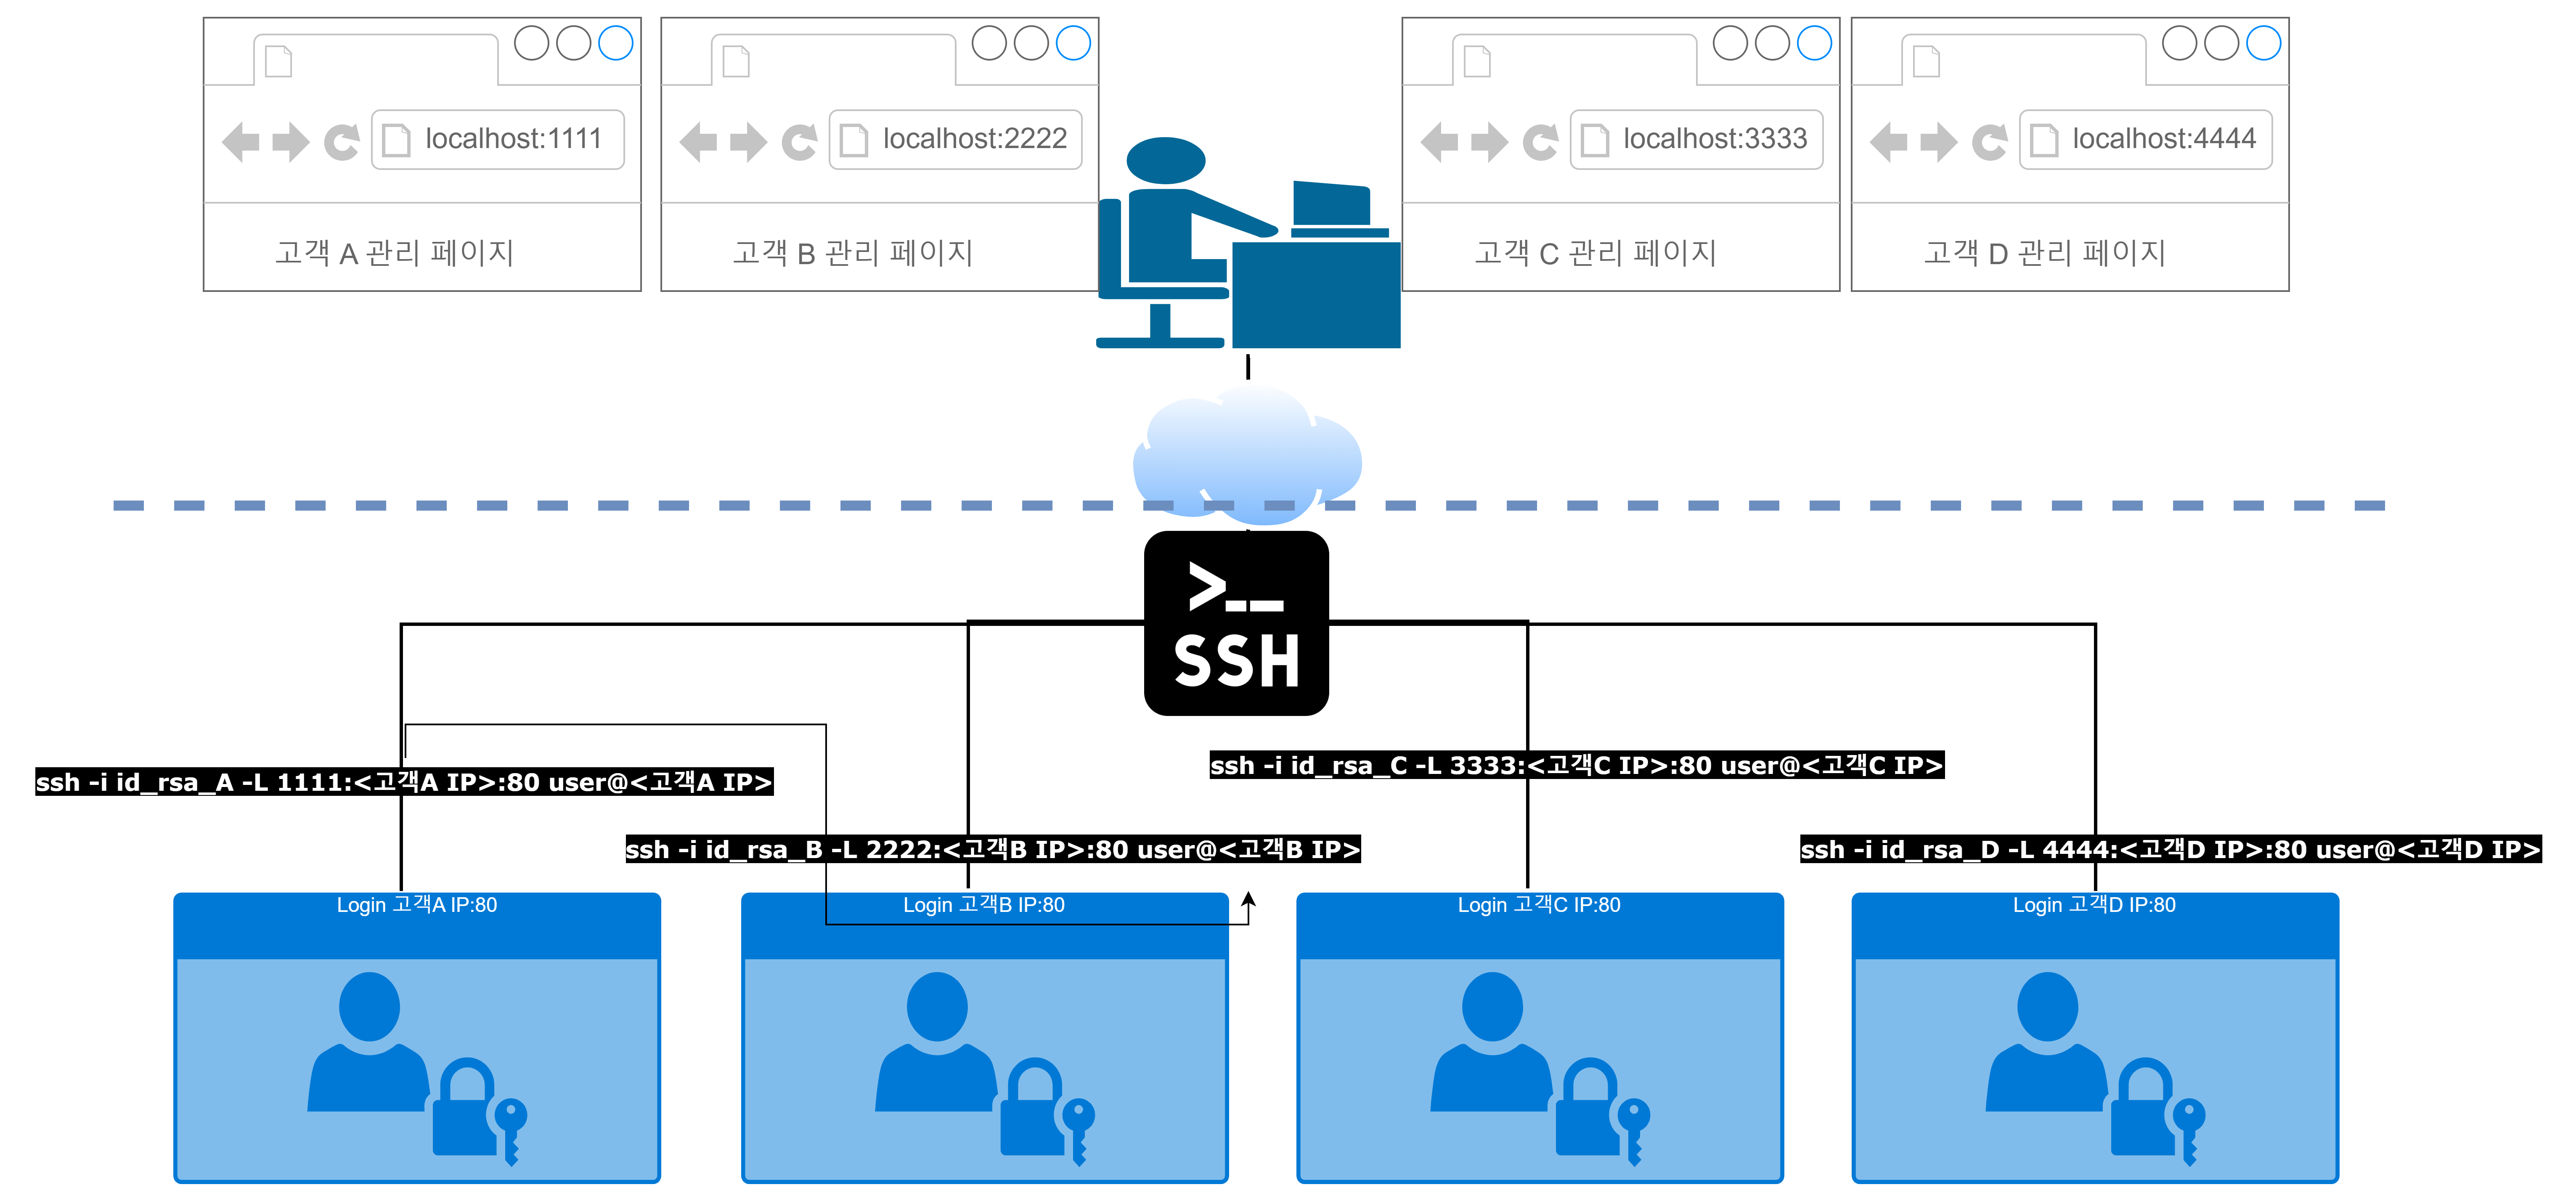 localhost:1111
고객 A 관리 페이지
localhost:2222
고객 B 관리 페이지
localhost:3333
고객 C 관리 페이지
localhost:4444
고객 D 관리 페이지
>__
SSH
ssh -i id_rsa_A -L 1111:<고객A IP>:80 user@<고객A IP>
ssh -i id_rsa_B -L 2222:<고객B IP>:80 user@<고객B IP>
ssh -i id_rsa_C -L 3333:<고객C IP>:80 user@<고객C IP>
ssh -i id_rsa_D -L 4444:<고객D IP>:80 user@<고객D IP>
Login 고객A IP:80
Login 고객B IP:80
Login 고객C IP:80
Login 고객D IP:80